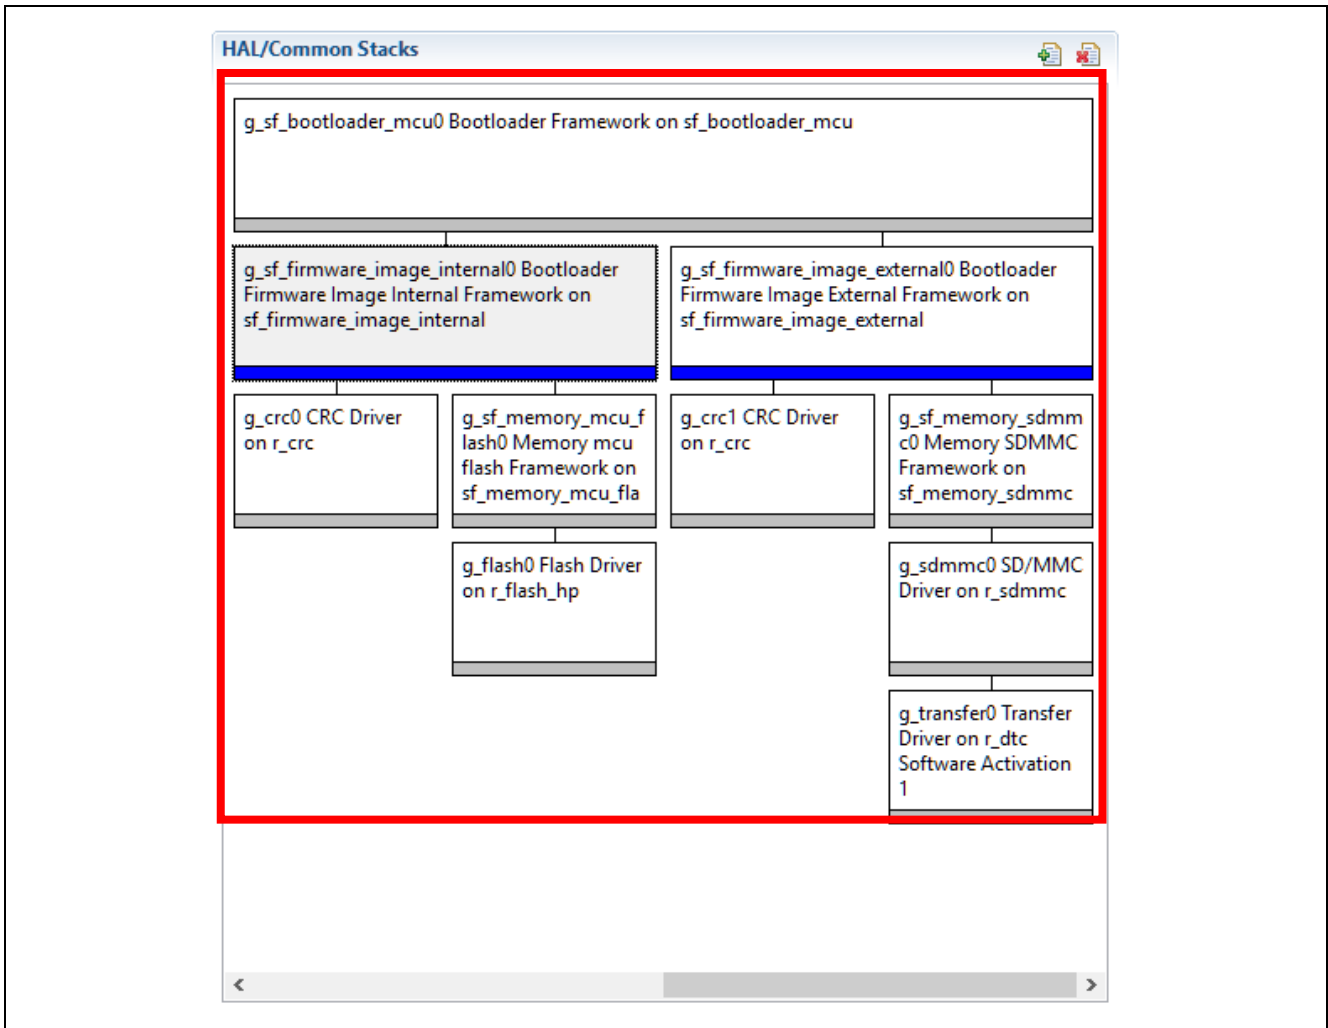 HAL/Common Stacks
g_sf_bootloader_mcu0 Bootloader Framework on sf_bootloader_mcu
g_sf_firmware_image_internal0 Bootloader
Firmware Image Internal Framework on
sf_firmware_image_internal
g_sf_firmware_image_external0 Bootloader
Firmware Image External Framework on
sf_firmware_image_external
g_crc0 CRC Driver
on r_crc
g_sf_memory_mcu_f
lash0 Memory mcu
flash Framework on
sf_memory_mcu_fla
g_crc1 CRC Driver
on r_crc
g_sf_memory_sdmm
c0 Memory SDMMC
Framework on
sf_memory_sdmmc
g_flash0 Flash Driver
on r_flash_hp
g_sdmmc0 SD/MMC
Driver on r_sdmmc
g_transfer0 Transfer
Driver on r_dtc
Software Activation
1